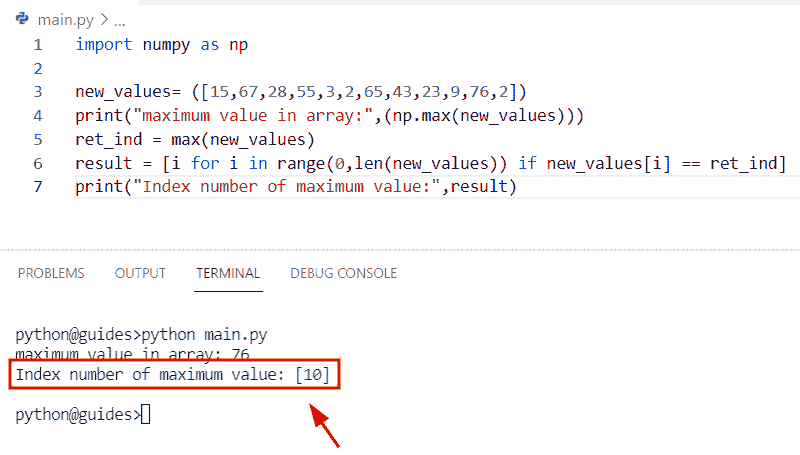 main.py > ...
1 import numpy as np
2
3 new_values= ([15,67,28,55,3,2,65,43,23,9,76,2])
4 print("maximum value in array:",(np.max(new_values)))
5 ret_ind = max(new_values)
6 result = [i for i in range(0,len(new_values)) if new_values[i] == ret_ind]
7 print("Index number of maximum value:",result)
PROBLEMS OUTPUT TERMINAL DEBUG CONSOLE
python@guides>python main.py
maximum value in array: 76
Index number of maximum value: [10]
python@guides>